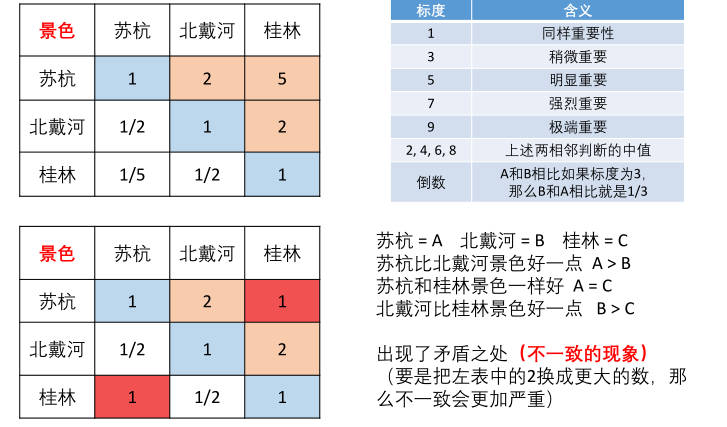 景色 苏杭 北戴河 桂林
苏杭 1 2 5
北戴河 1/2 1 2
桂林 1/5 1/2 1
标度 含义
1 同样重要性
3 稍微重要
5 明显重要
7 强烈重要
9 极端重要
2, 4, 6, 8 上述两相邻判断的中值
倒数 A和B相比如果标度为3，
那么B和A相比就是1/3
景色 苏杭 北戴河 桂林
苏杭 1 2 1
北戴河 1/2 1 2
桂林 1 1/2 1
苏杭 = A 北戴河 = B 桂林 = C
苏杭比北戴河景色好一点 A > B
苏杭和桂林景色一样好 A = C
北戴河比桂林景色好一点 B > C
出现了矛盾之处（不一致的现象）
（要是把左表中的2换成更大的数，那
么不一致会更加严重）